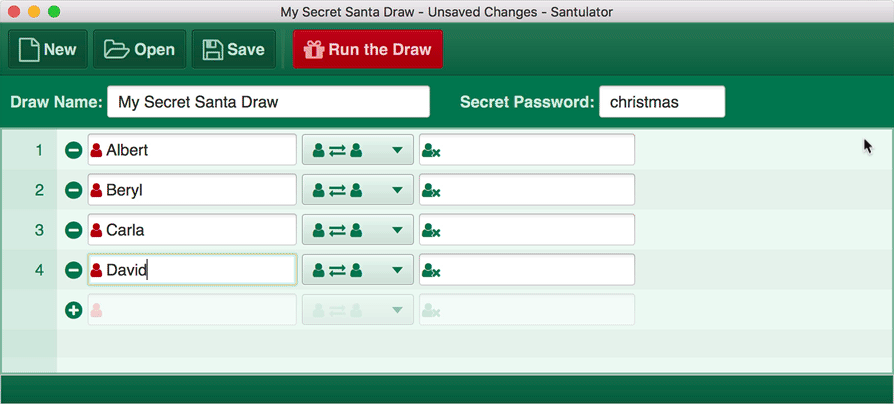 My Secret Santa Draw - Unsaved Changes - Santulator
New Open Save Run the Draw
Draw Name: My Secret Santa Draw Secret Password: christmas
1 Albert
2 Beryl
3 Carla
4 David